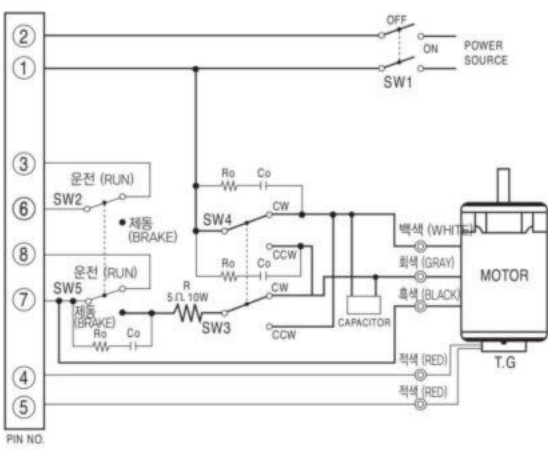 OFF
②
ON
POWER
SOURCE
①
SW1
③
운전 (RUN)
Ro
Co
SW2
CW
⑥
제동
(BRAKE)
SW4
백색 (WHITE)
CCW
⑧
회색 (GRAY)
운전 (RUN)
Ro
Co
MOTOR
R
CW
SW5
5Ω 10W
⑦
흑색 (BLACK)
제동
(BRAKE)
SW3
CAPACITOR
Ro
Co
CCW
적색 (RED)
T.G
④
적색 (RED)
⑤
PIN NO.